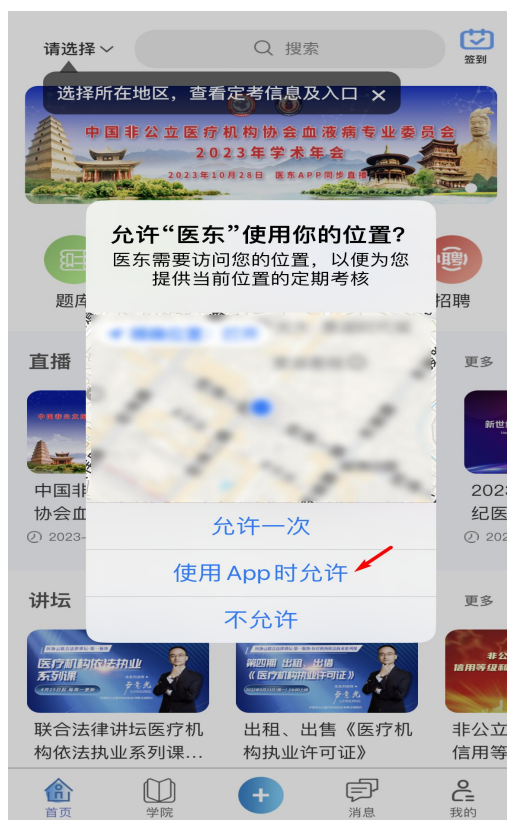 请选择
搜索
签到
选择所在地区，查看定考信息及入口 ×
中国非公立医疗机构协会血液病专业委员会
2023年学术年会
2023年10月28日 医东APP同步直播
允许“医东”使用你的位置?
医东需要访问您的位置，以便为您
提供当前位置的定期考核
题库
招聘
直播
更多
中国非
协会血
2023-
新世
202
纪医
202
允许一次
使用App时允许
不允许
讲坛
更多
医疗机构依法执业
系列课
第四期 出租、出借
《医疗机构执业许可证》
非公
信用等级和
联合法律讲坛医疗机
构依法执业系列课...
出租、出售《医疗机
构执业许可证》
非公立
信用等
首页
学院
消息
我的